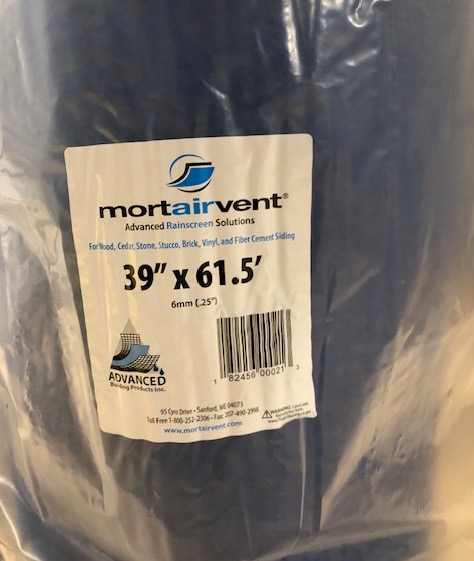 mortairvent®
Advanced Rainscreen Solutions
For Wood, Cedar, Stone, Stucco, Brick, Vinyl, and Fiber Cement Siding
39" x 61.5'
6mm (.25")
ADVANCED
Building Products Inc.
1 82456 00021 3
95 Cyro Drive • Sanford, ME 04073
Toll Free 1-800-252-2306 • Fax: 207-490-2998
www.mortairvent.com
WARNING: